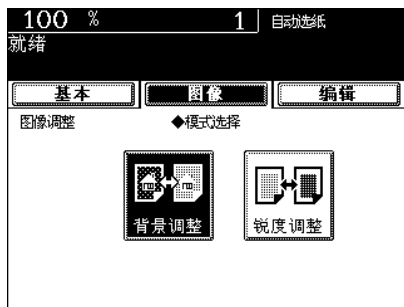 100 % 1 自动选纸
就绪
基本 图像 编辑
图像调整 ◆模式选择
背景调整 锐度调整